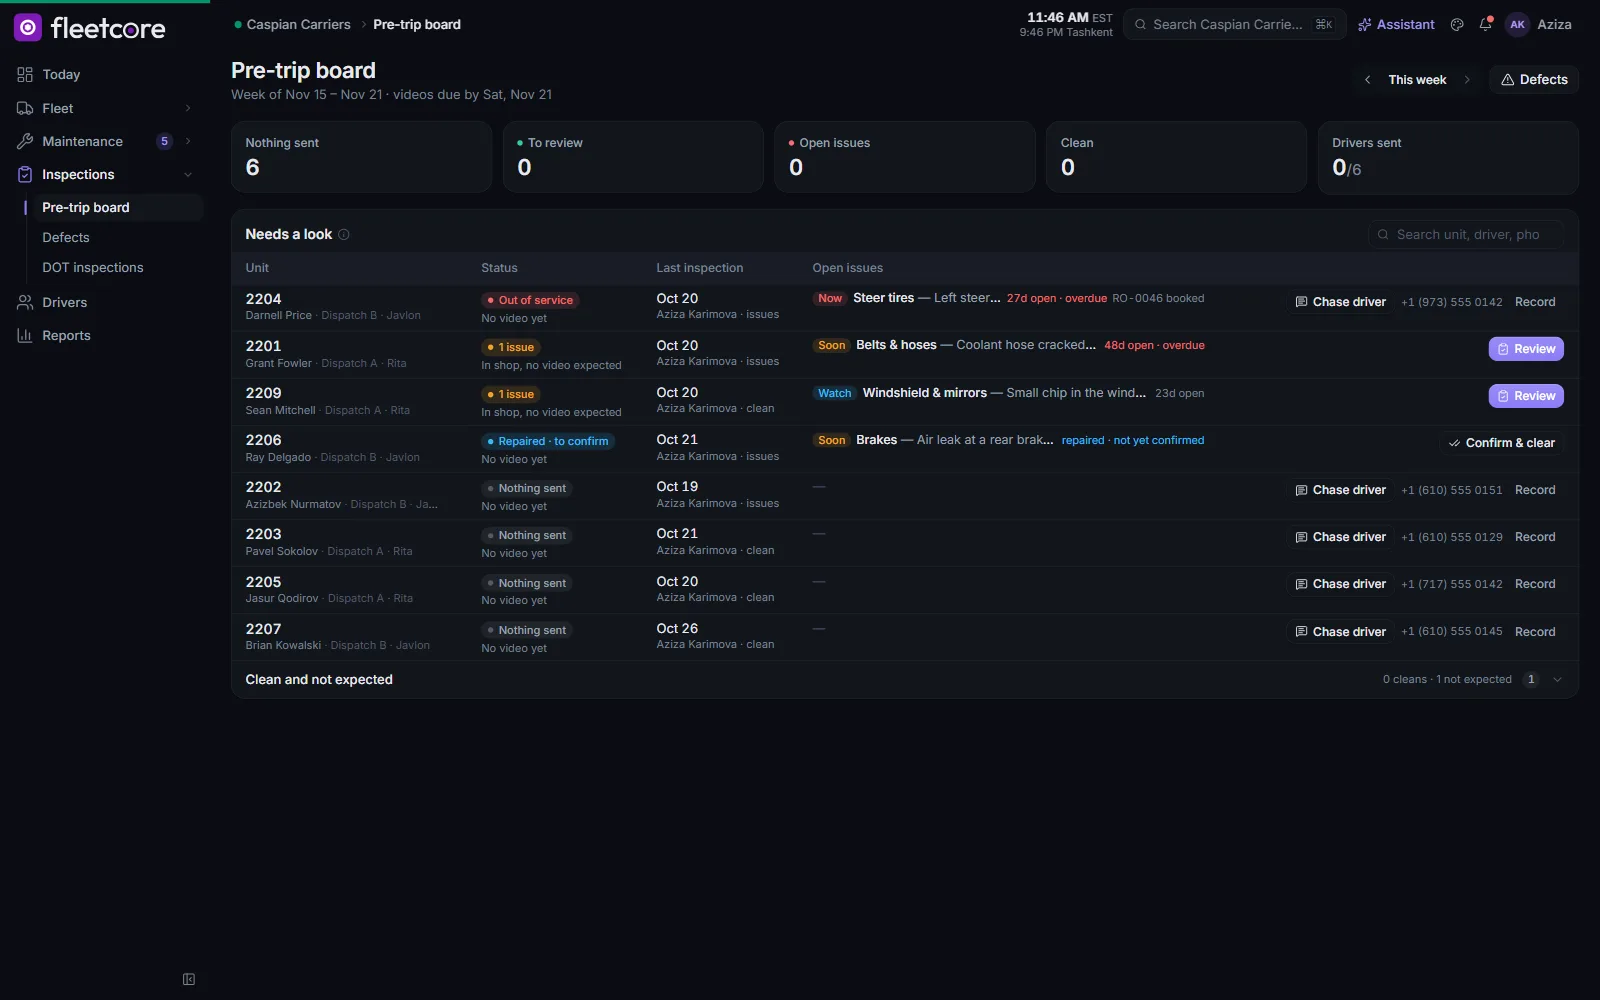 fleetcore
Caspian Carriers › Pre-trip board
11:46 AM EST
9:46 PM Tashkent
Search Caspian Carrie... ⌘K
Assistant
AK Aziza
Today
Fleet
Maintenance 5
Inspections
Pre-trip board
Defects
DOT inspections
Drivers
Reports
Pre-trip board
Week of Nov 15 – Nov 21 · videos due by Sat, Nov 21
This week
Defects
Nothing sent
6
To review
0
Open issues
0
Clean
0
Drivers sent
0/6
Needs a look
Search unit, driver, pho
Unit Status Last inspection Open issues
2204 Out of service Oct 20 Now Steer tires — Left steer... 27d open · overdue RO-0046 booked Chase driver +1 (973) 555 0142 Record
Darnell Price · Dispatch B · Javlon No video yet Aziza Karimova · issues
2201 1 issue Oct 20 Soon Belts & hoses — Coolant hose cracked... 48d open · overdue Review
Grant Fowler · Dispatch A · Rita In shop, no video expected Aziza Karimova · issues
2209 1 issue Oct 20 Watch Windshield & mirrors — Small chip in the wind... 23d open Review
Sean Mitchell · Dispatch A · Rita In shop, no video expected Aziza Karimova · clean
2206 Repaired · to confirm Oct 21 Soon Brakes — Air leak at a rear brak... repaired · not yet confirmed Confirm & clear
Ray Delgado · Dispatch B · Javlon No video yet Aziza Karimova · issues
2202 Nothing sent Oct 19 — Chase driver +1 (610) 555 0151 Record
Azizbek Nurmatov · Dispatch B · Ja... No video yet Aziza Karimova · issues
2203 Nothing sent Oct 21 — Chase driver +1 (610) 555 0129 Record
Pavel Sokolov · Dispatch A · Rita No video yet Aziza Karimova · clean
2205 Nothing sent Oct 20 — Chase driver +1 (717) 555 0142 Record
Jasur Qodirov · Dispatch A · Rita No video yet Aziza Karimova · clean
2207 Nothing sent Oct 26 — Chase driver +1 (610) 555 0145 Record
Brian Kowalski · Dispatch B · Javlon No video yet Aziza Karimova · clean
Clean and not expected 0 cleans · 1 not expected 1